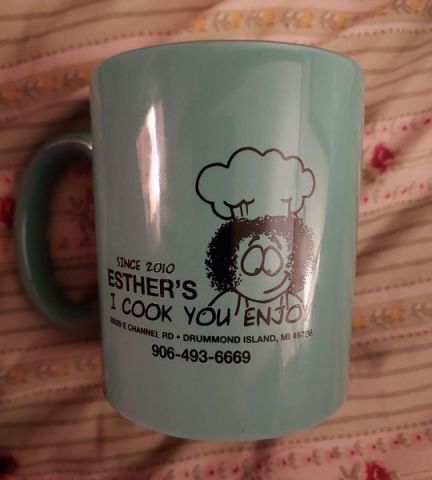 SINCE 2010
ESTHER'S
I COOK YOU ENJOY
E CHANNEL RD • DRUMMOND ISLAND, MI
906-493-6669